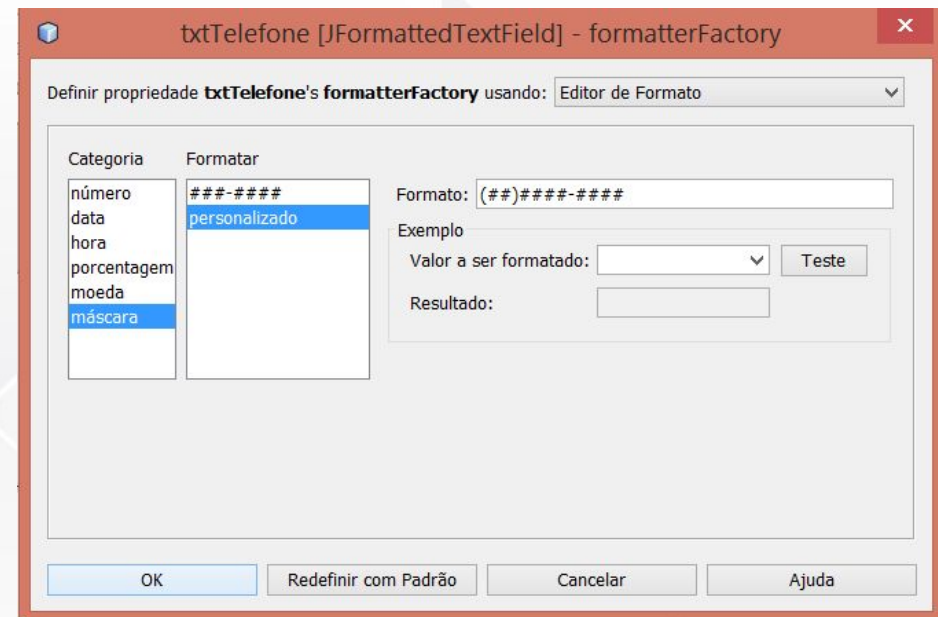 txtTelefone [JFormattedTextField] - formatterFactory
x
Definir propriedade txtTelefone's formatterFactory usando: Editor de Formato
Categoria Formatar
número
data
hora
porcentagem
moeda
máscara
###-####
personalizado
Formato: (##)####-####
Exemplo
Valor a ser formatado: Teste
Resultado:
OK Redefinir com Padrão Cancelar Ajuda